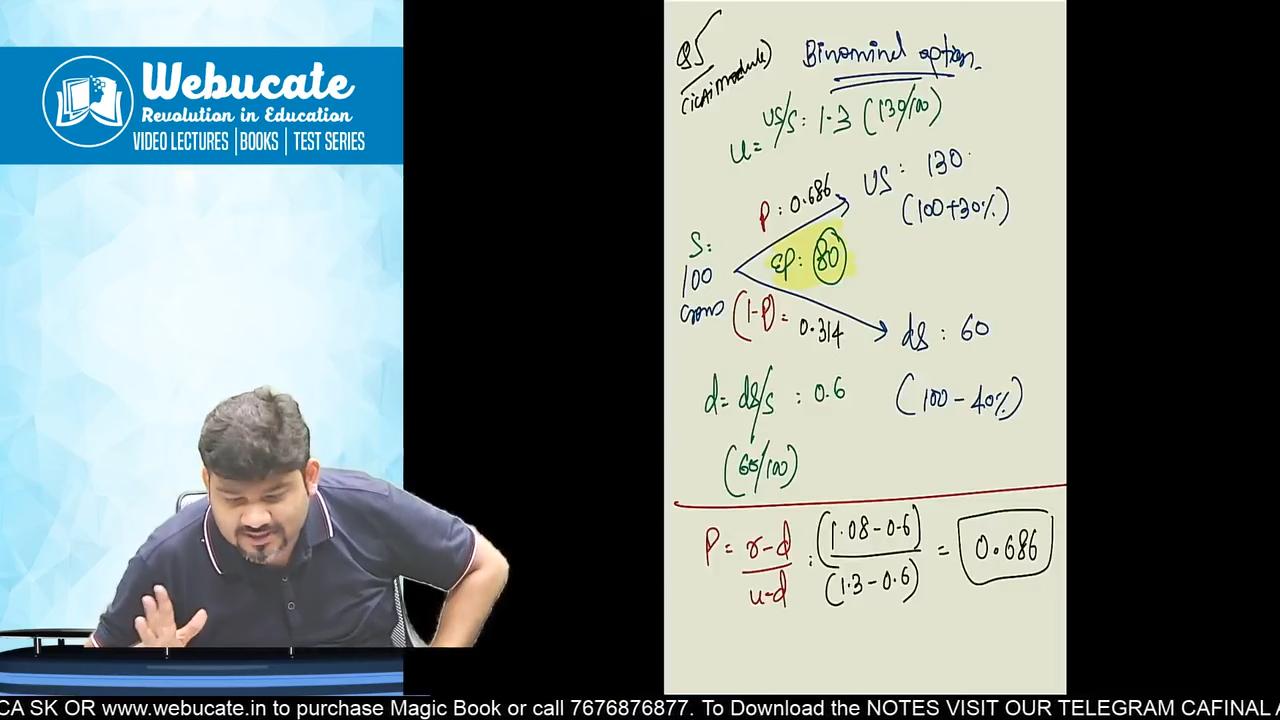 Webucate
Revolution in Education
VIDEO LECTURES | BOOKS | TEST SERIES
Q5
(ICAI Module)
Binomial option
u = us/s : 1.3 (130/100)
US : 130
(100+30%)
P : 0.686
S:
100
EP : 80
(1-P) = 0.314
ds : 60
(100-40%)
d = ds/s : 0.6
(60/100)
P = r-d / u-d : (1.08-0.6) / (1.3-0.6) = 0.686
CA SK OR www.webucate.in to purchase Magic Book or call 7676876877. To Download the NOTES VISIT OUR TELEGRAM CAFINAL A